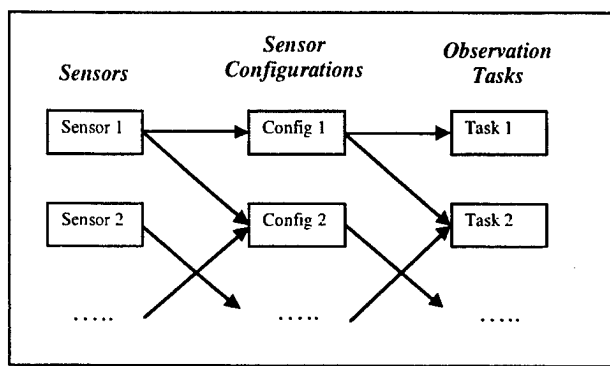 Sensors
Sensor
Configurations
Observation
Tasks
Sensor 1
Config 1
Task 1
Sensor 2
Config 2
Task 2
.....
.....
.....